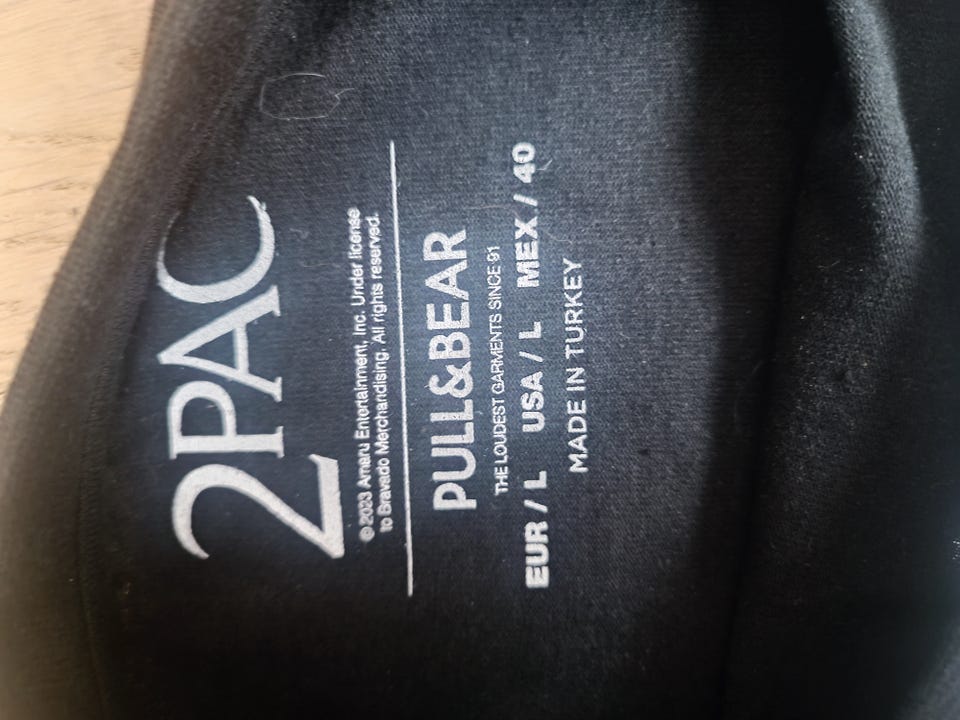 2PAC
© 2023 Amaru Entertainment, Inc. Under license
to Bravado Merchandising. All rights reserved.
PULL&BEAR
THE LOUDEST GARMENTS SINCE 91
EUR / L USA / L MEX / 40
MADE IN TURKEY